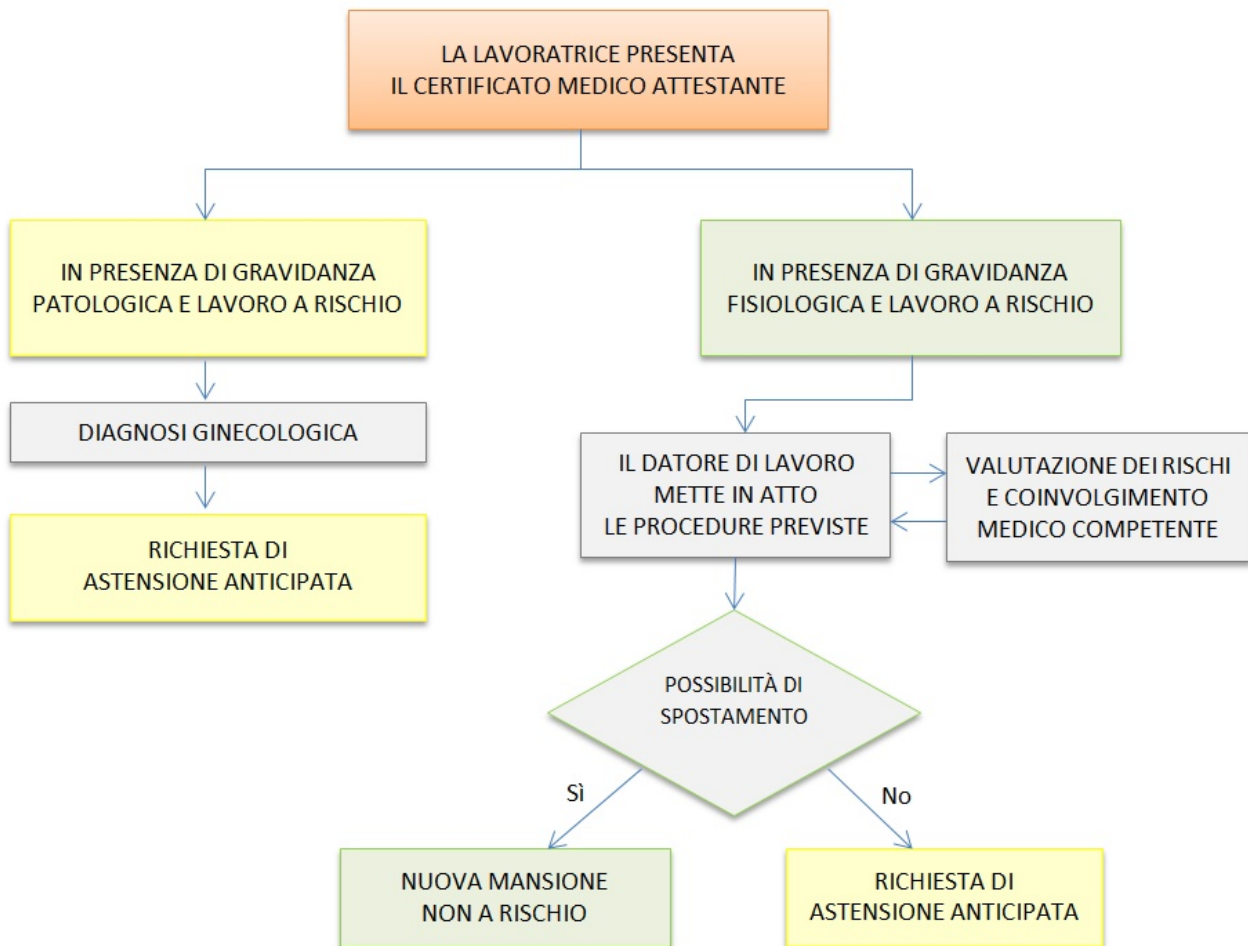 LA LAVORATRICE PRESENTA
IL CERTIFICATO MEDICO ATTESTANTE
IN PRESENZA DI GRAVIDANZA
PATOLOGICA E LAVORO A RISCHIO
DIAGNOSI GINECOLOGICA
RICHIESTA DI
ASTENSIONE ANTICIPATA
IN PRESENZA DI GRAVIDANZA
FISIOLOGICA E LAVORO A RISCHIO
IL DATORE DI LAVORO
METTE IN ATTO
LE PROCEDURE PREVISTE
VALUTAZIONE DEI RISCHI
E COINVOLGIMENTO
MEDICO COMPETENTE
POSSIBILITÀ DI
SPOSTAMENTO
Sì
No
NUOVA MANSIONE
NON A RISCHIO
RICHIESTA DI
ASTENSIONE ANTICIPATA